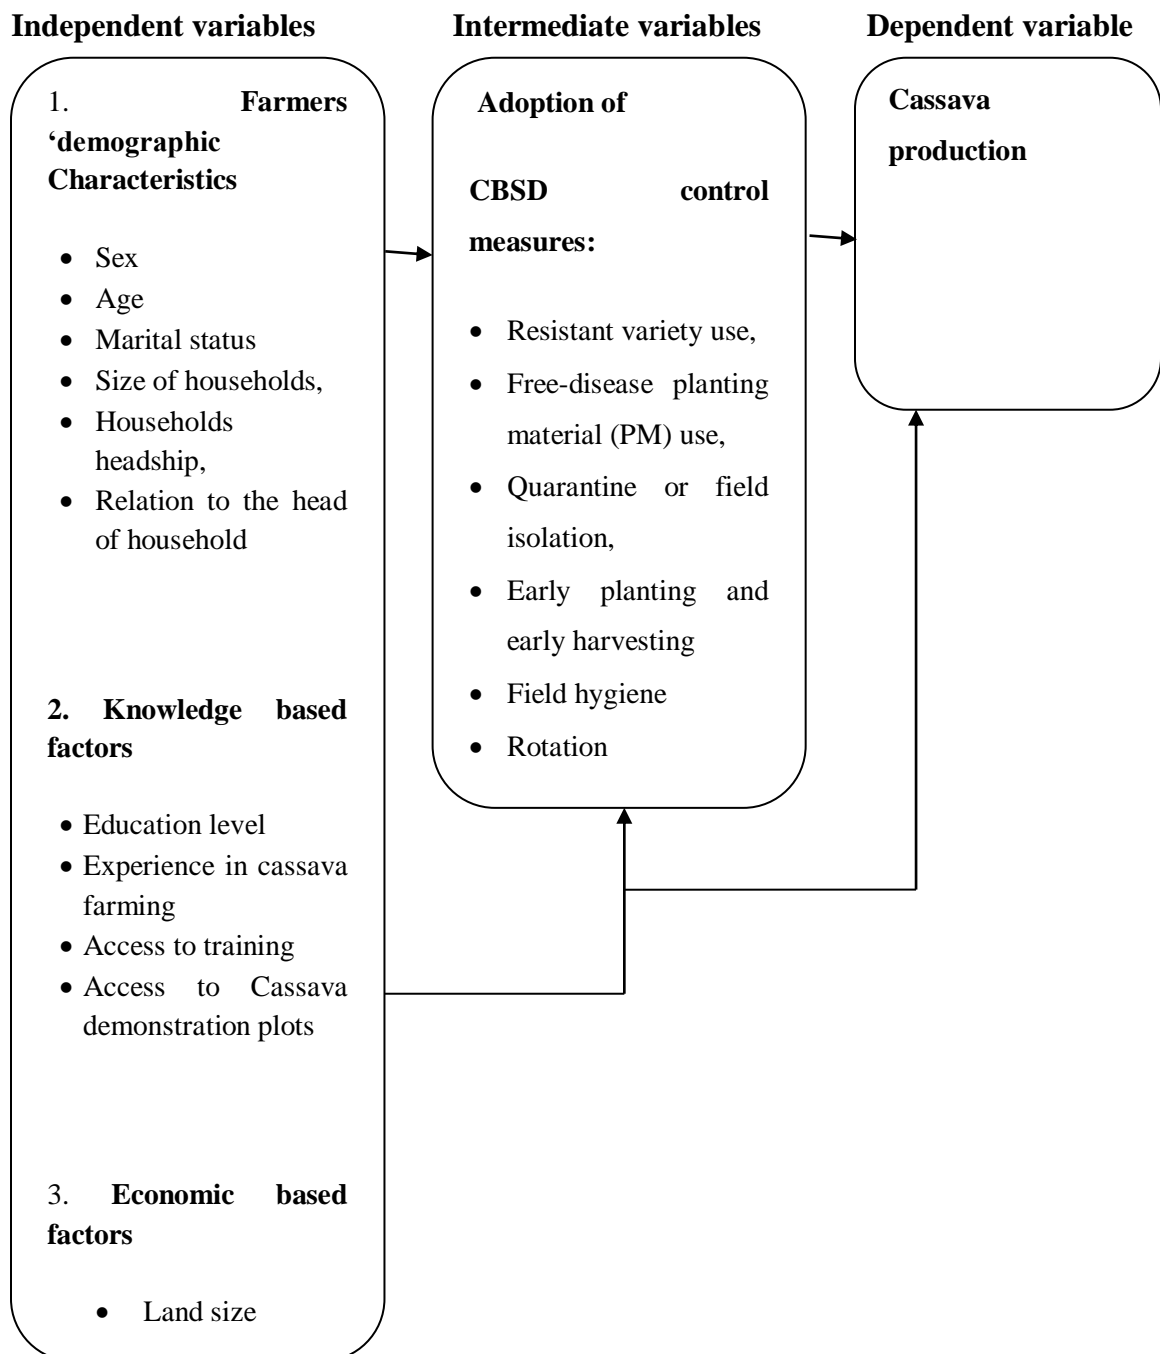 Independent variables
Intermediate variables
Dependent variable
1. Farmers
‘demographic
Characteristics
• Sex
• Age
• Marital status
• Size of households,
• Households
headship,
• Relation to the head
of household
2. Knowledge based
factors
• Education level
• Experience in cassava
farming
• Access to training
• Access to Cassava
demonstration plots
3. Economic based
factors
• Land size
Adoption of
CBSD control
measures:
• Resistant variety use,
• Free-disease planting
material (PM) use,
• Quarantine or field
isolation,
• Early planting and
early harvesting
• Field hygiene
• Rotation
Cassava
production